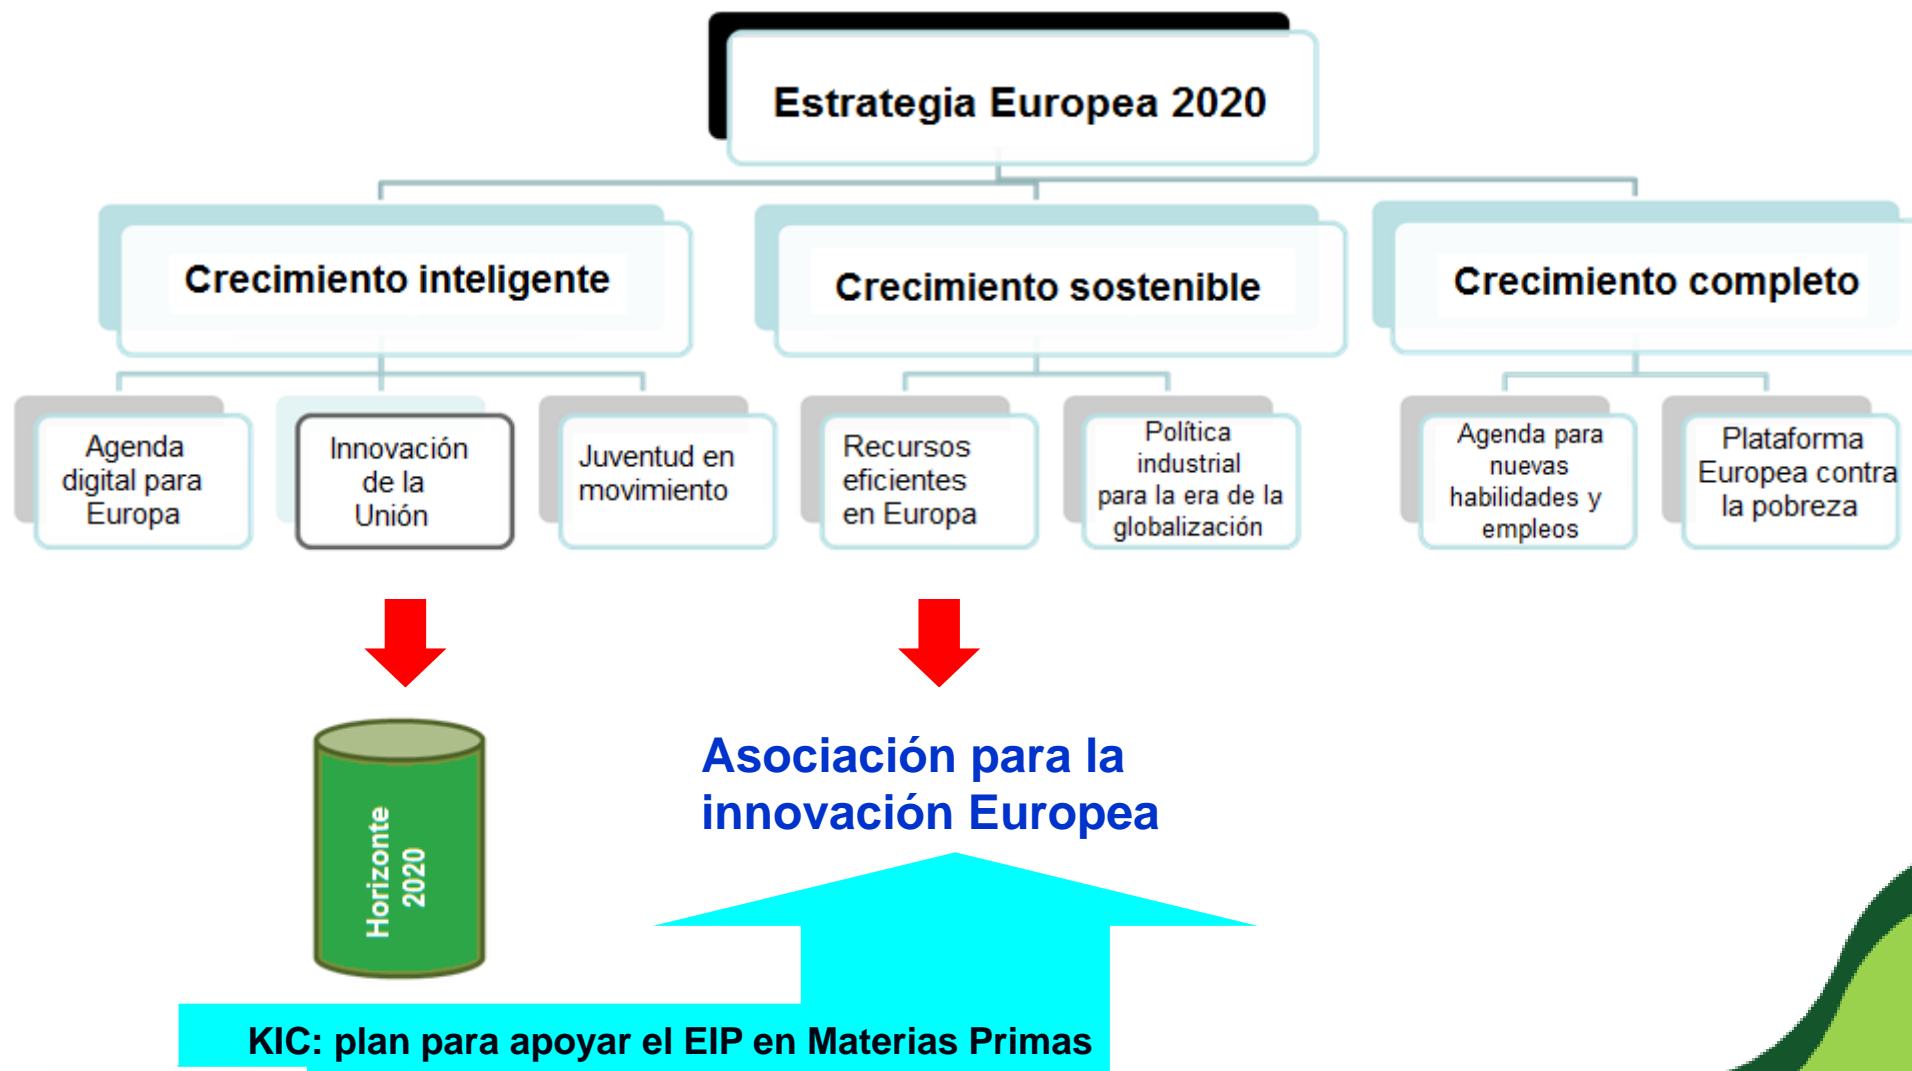 Estrategia Europea 2020
Crecimiento inteligente
Crecimiento sostenible
Crecimiento completo
Agenda
digital para
Europa
Innovación
de la
Unión
Juventud en
movimiento
Recursos
eficientes
en Europa
Política
industrial
para la era de la
globalización
Agenda para
nuevas
habilidades y
empleos
Plataforma
Europea contra
la pobreza
Horizonte
2020
Asociación para la
innovación Europea
KIC: plan para apoyar el EIP en Materias Primas